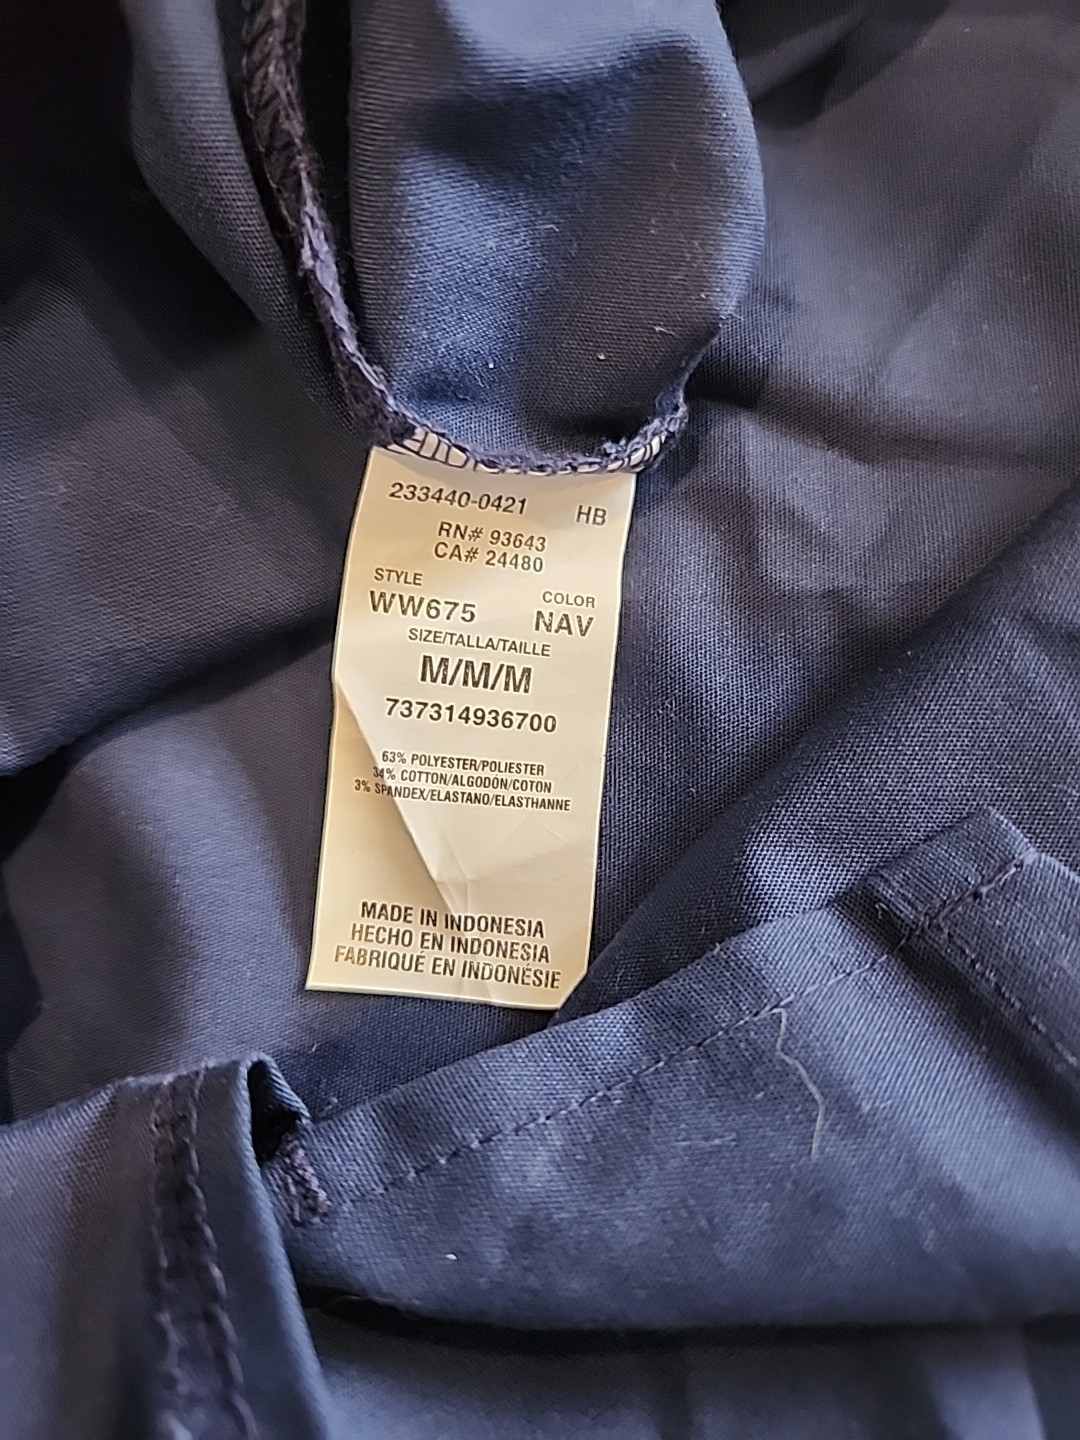 233440-0421 HB
RN# 93643
CA# 24480
STYLE COLOR
WW675 NAV
SIZE/TALLA/TAILLE
M/M/M
737314936700
63% POLYESTER/POLIESTER
34% COTTON/ALGODÓN/COTON
3% SPANDEX/ELASTANO/ELASTHANNE
MADE IN INDONESIA
HECHO EN INDONESIA
FABRIQUÉ EN INDONÉSIE